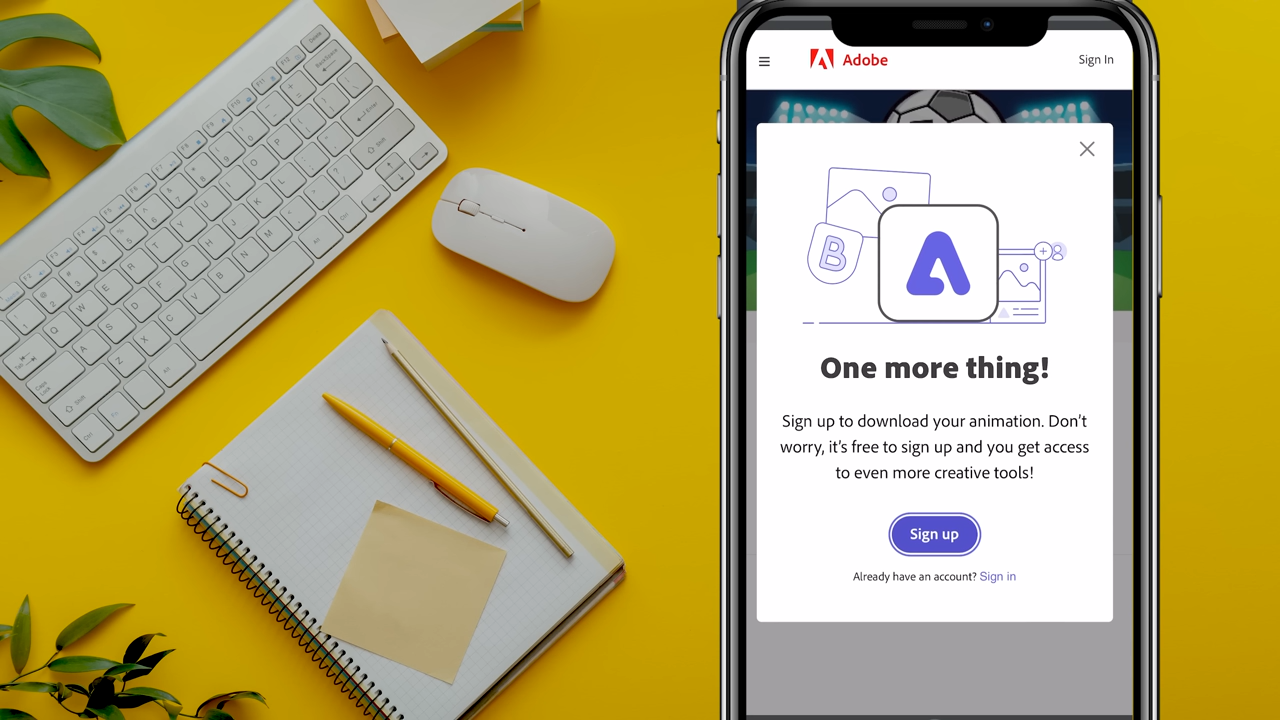 Adobe
Sign In
B
One more thing!
Sign up to download your animation. Don't
worry, it's free to sign up and you get access
to even more creative tools!
Sign up
Already have an account? Sign in